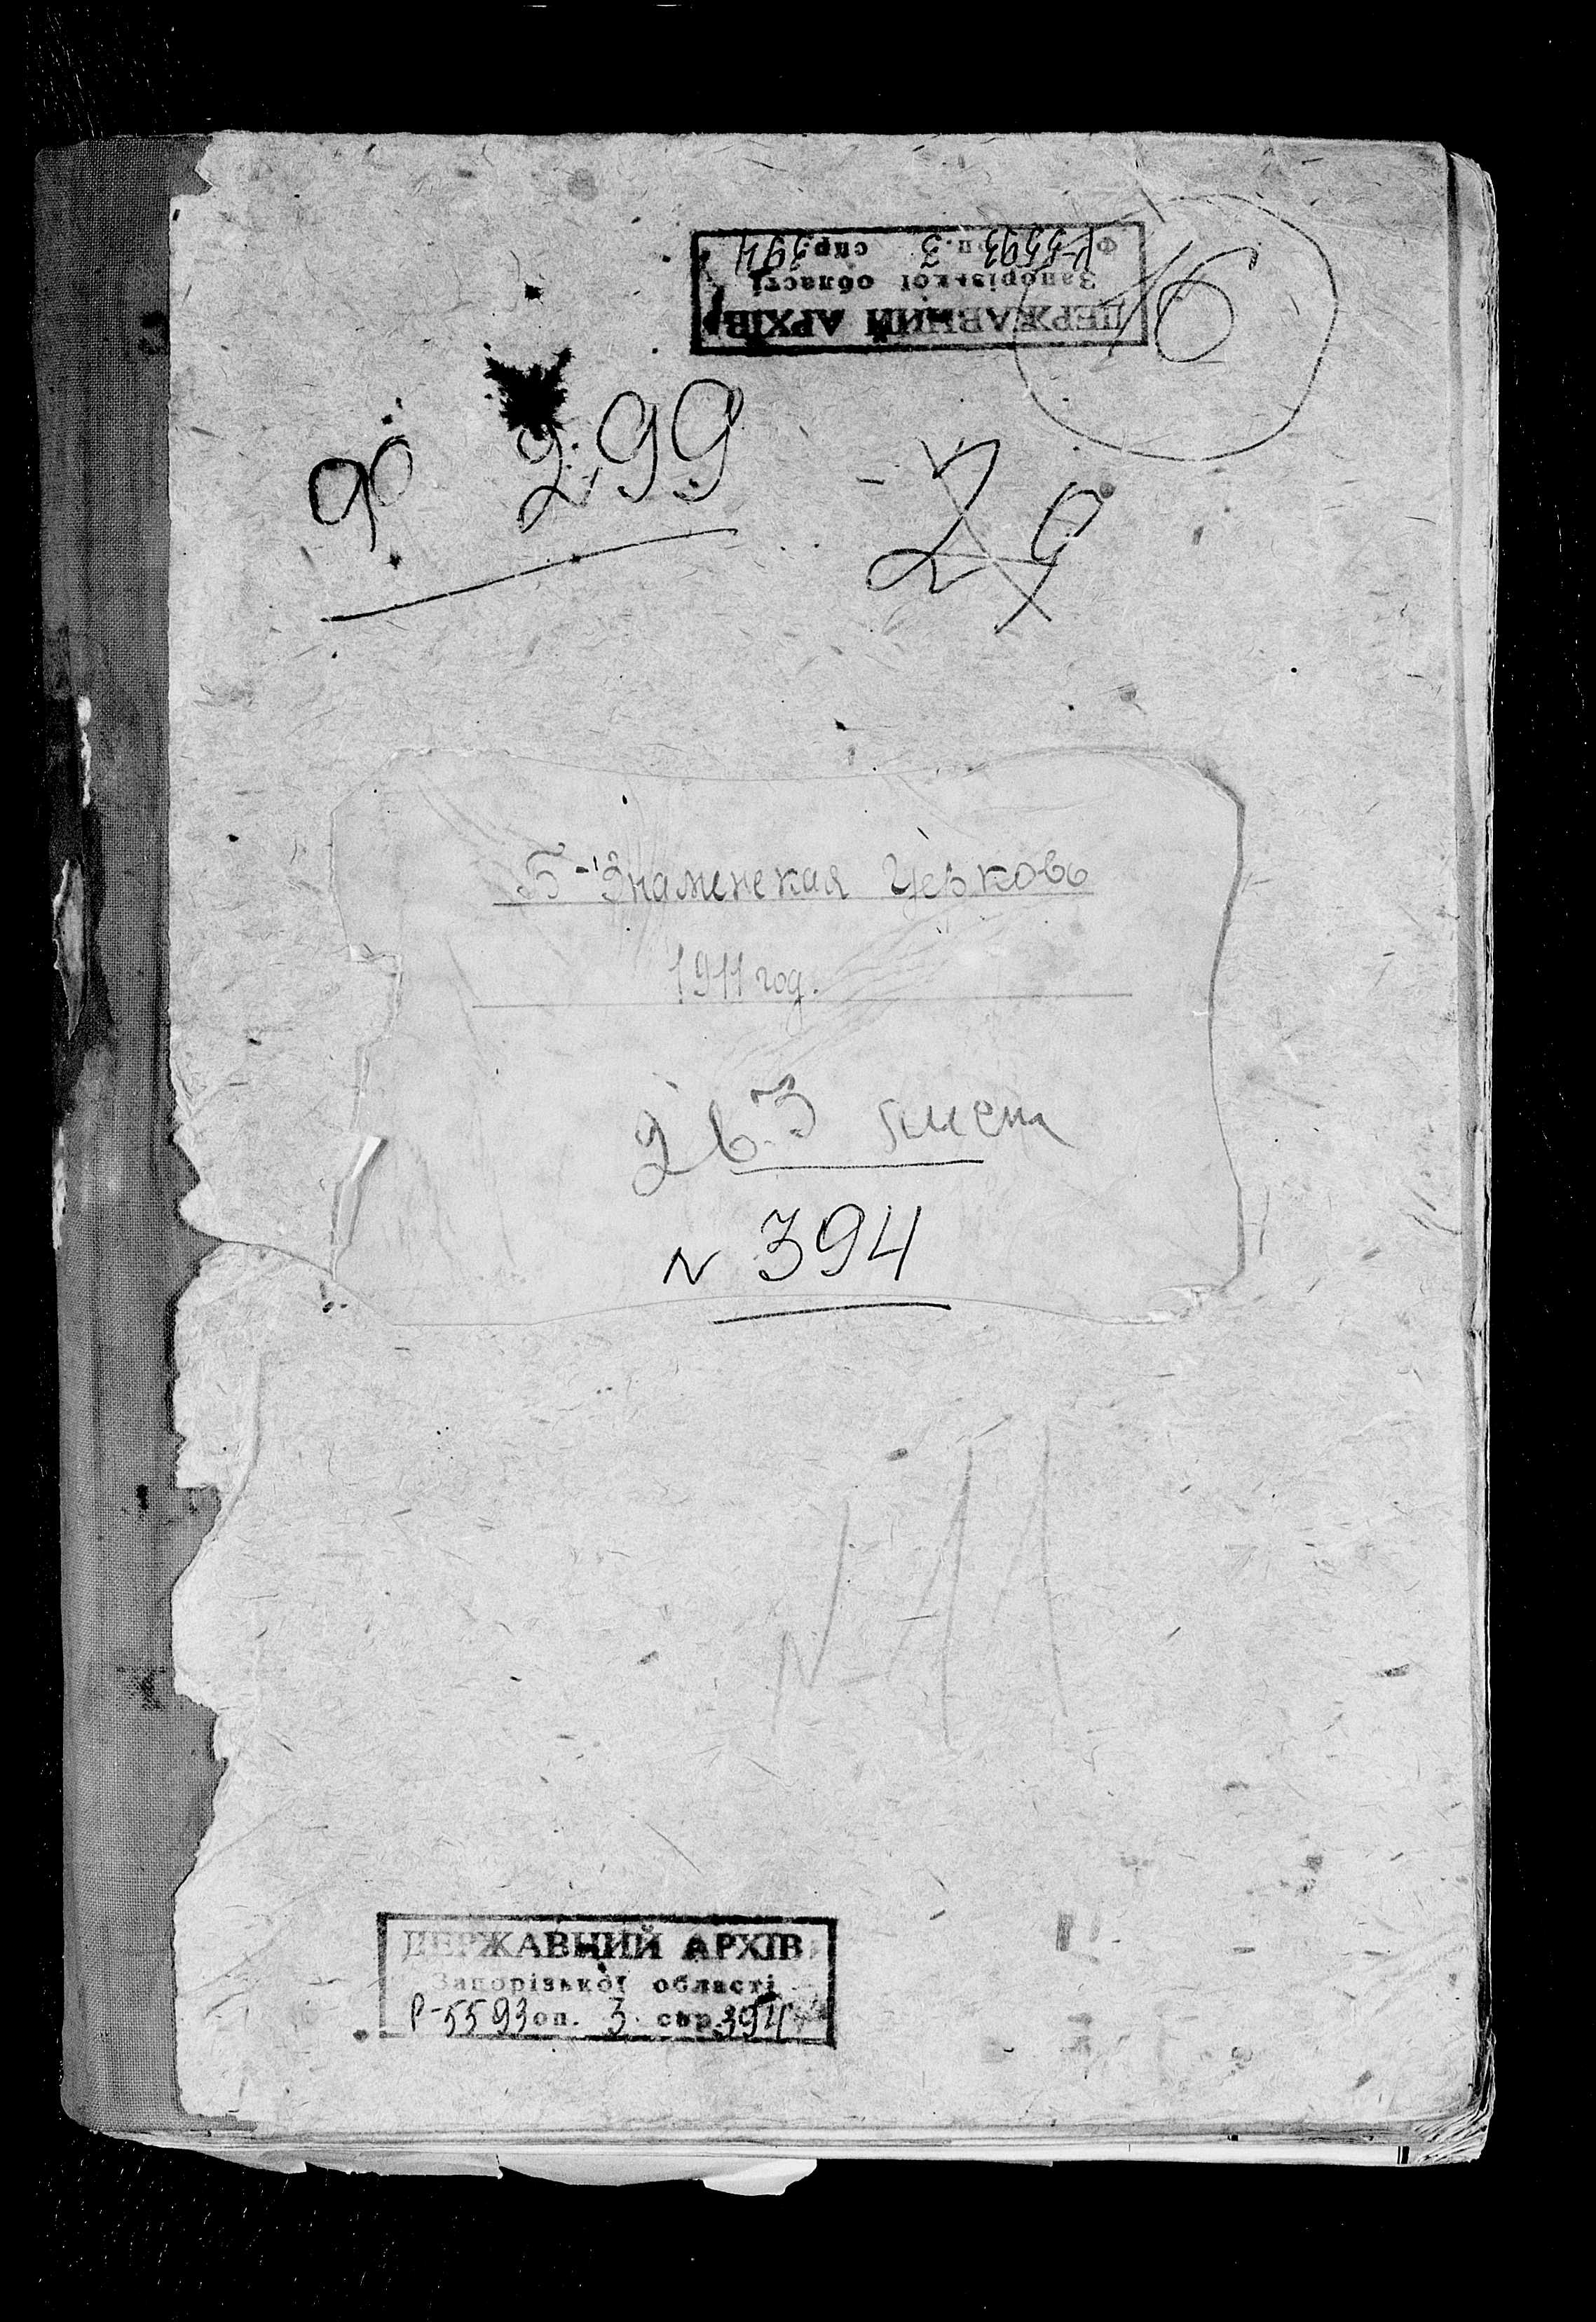 ДЕРЖАВНИЙ АРХІВ
Запорізької області
Ф. Р-5593 оп. 3 спр. 394
16
90 299
29
Б-Знаменская Церковь
1911 год.
263
N 394
N-11
ДЕРЖАВНИЙ АРХІВ
Запорізької області
Р-5593 оп. 3 спр. 394